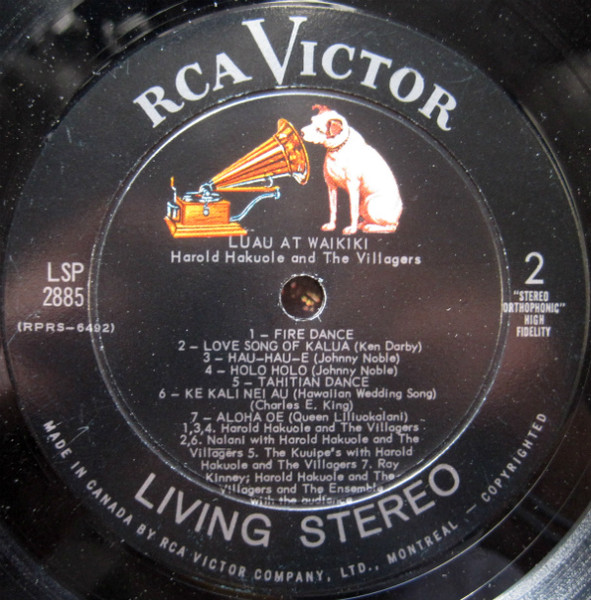 RCA VICTOR
LUAU AT WAIKIKI
Harold Hakuole and The Villagers
LSP
2885
(RPRS-6492)
2
"STEREO
ORTHOPHONIC"
HIGH
FIDELITY
1 – FIRE DANCE
2 – LOVE SONG OF KALUA (Ken Darby)
3 – HAU-HAU-E (Johnny Noble)
4 – HOLO HOLO (Johnny Noble)
5 – TAHITIAN DANCE
6 – KE KALI NEI AU (Hawaiian Wedding Song)
(Charles E. King)
7 – ALOHA OE (Queen Liliuokalani)
1,3,4. Harold Hakuole and The Villagers
2,6. Nalani with Harold Hakuole and The
Villagers 5. The Kuuipe's with Harold
Hakuole and The Villagers 7. Ray
Kinney; Harold Hakuole and The
Villagers and The Ensemble
with the audience
LIVING STEREO
MADE IN CANADA BY RCA VICTOR COMPANY, LTD., MONTREAL – COPYRIGHTED